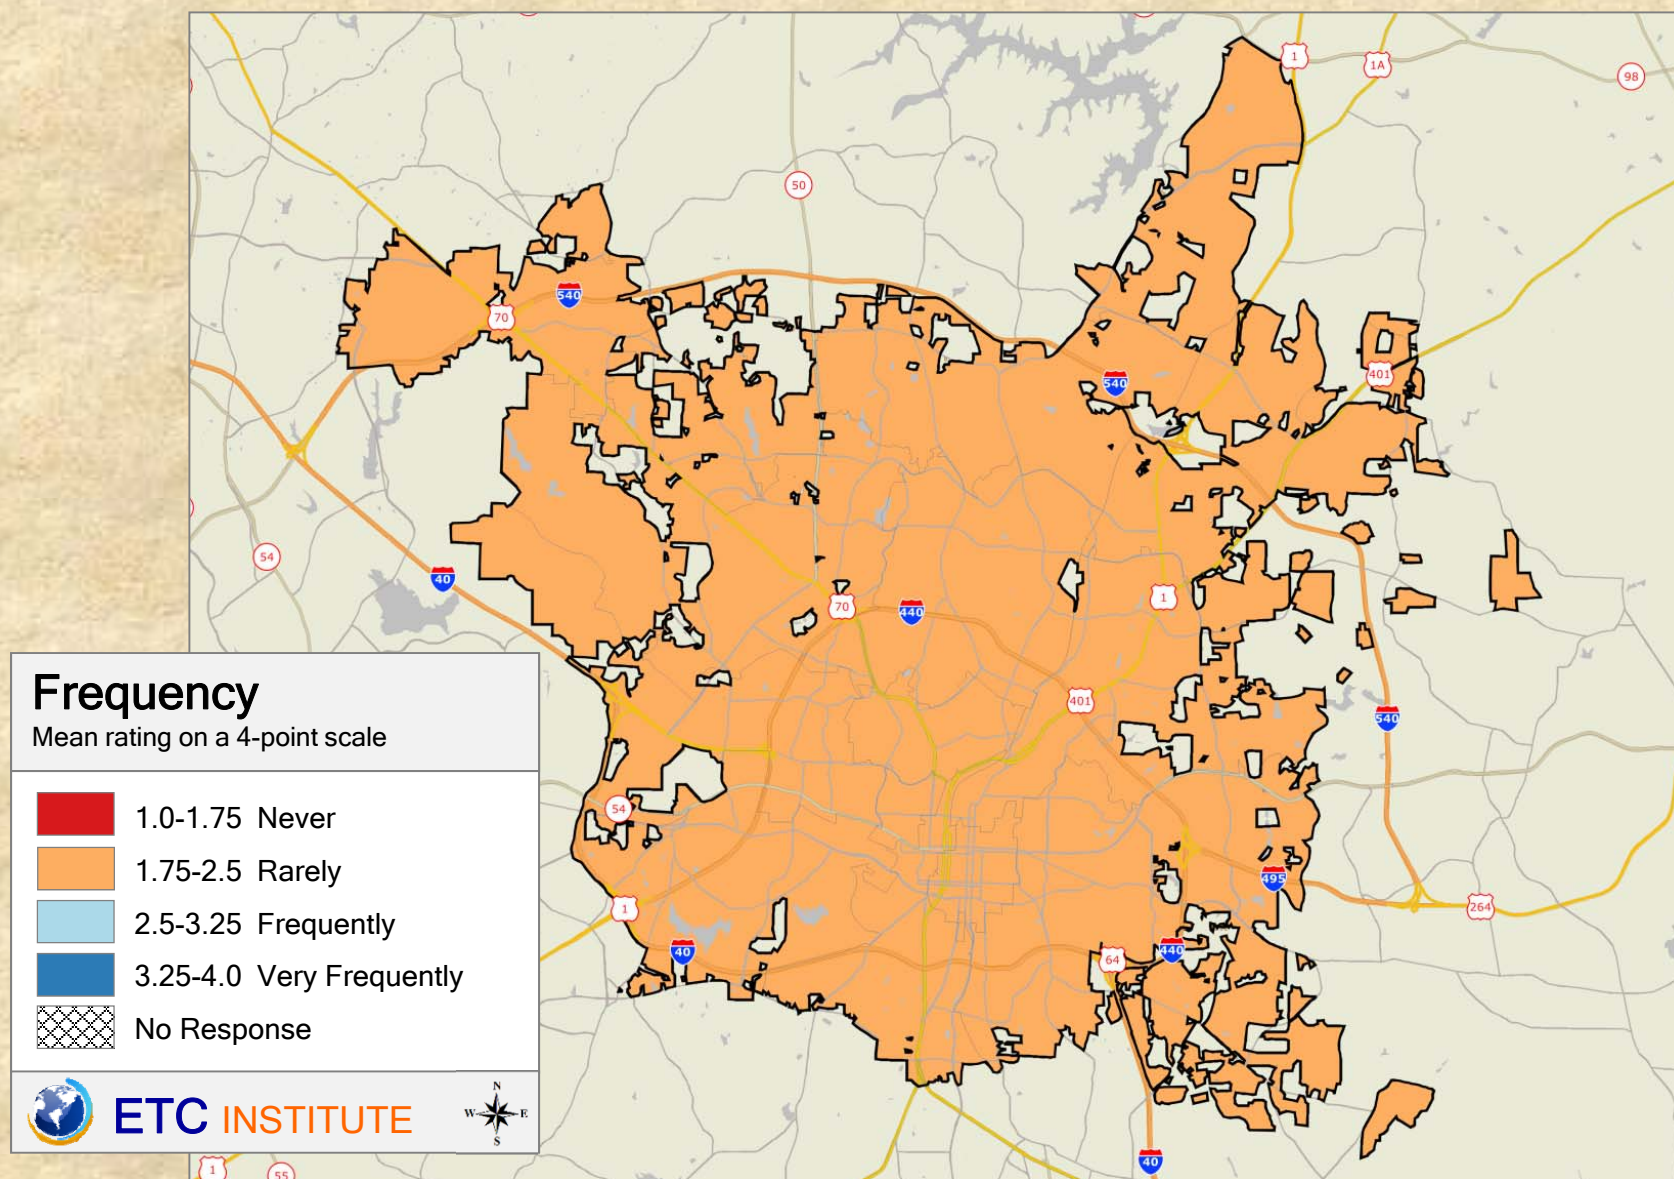 1
1A
98
50
540
70
401
540
54
40
70
440
1
401
540
Frequency
Mean rating on a 4-point scale
1.0-1.75 Never
1.75-2.5 Rarely
2.5-3.25 Frequently
3.25-4.0 Very Frequently
No Response
ETC INSTITUTE
N
W E
S
54
495
1
264
40
440
64
40
1
55